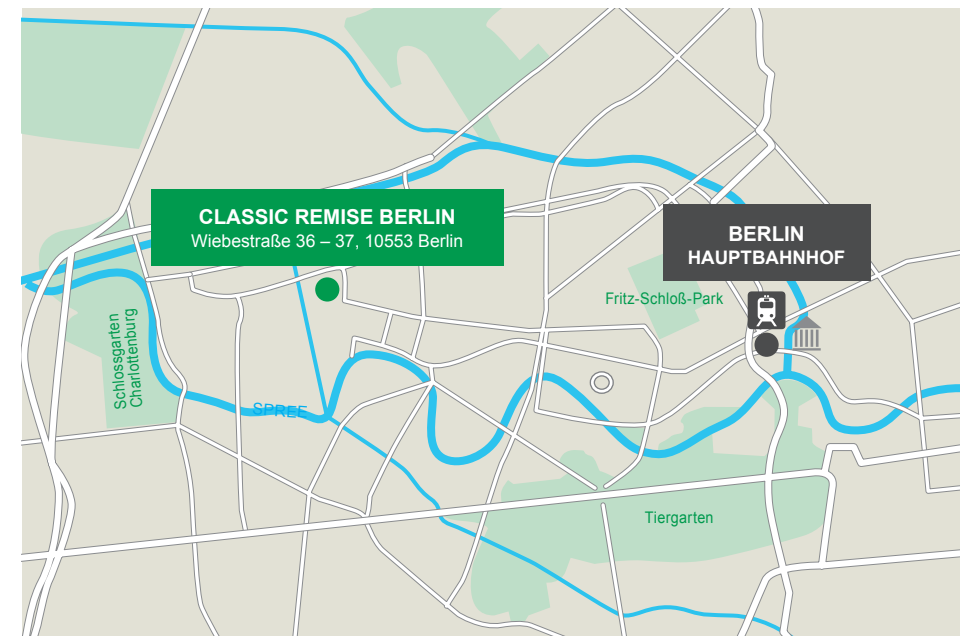 CLASSIC REMISE BERLIN
Wiebestraße 36 – 37, 10553 Berlin
BERLIN
HAUPTBAHNHOF
Fritz-Schloß-Park
Schlossgarten
Charlottenburg
SPREE
Tiergarten